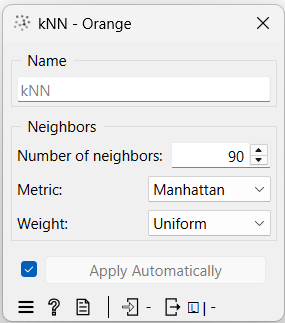 kNN - Orange
Name
kNN
Neighbors
Number of neighbors: 90
Metric: Manhattan
Weight: Uniform
Apply Automatically
? - | -